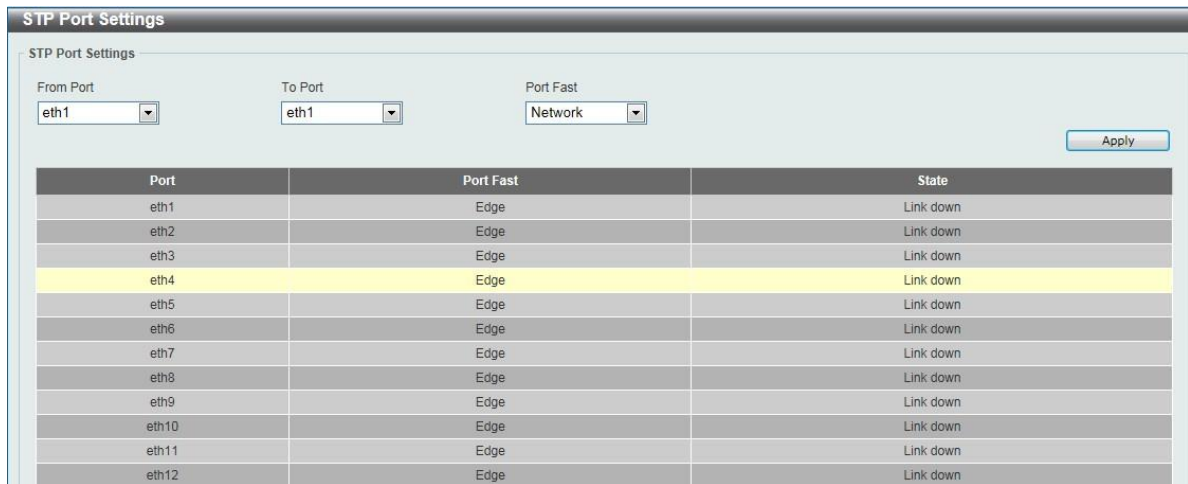 STP Port Settings
STP Port Settings
From Port To Port Port Fast
eth1 eth1 Network
Apply
Port Port Fast State
eth1 Edge Link down
eth2 Edge Link down
eth3 Edge Link down
eth4 Edge Link down
eth5 Edge Link down
eth6 Edge Link down
eth7 Edge Link down
eth8 Edge Link down
eth9 Edge Link down
eth10 Edge Link down
eth11 Edge Link down
eth12 Edge Link down